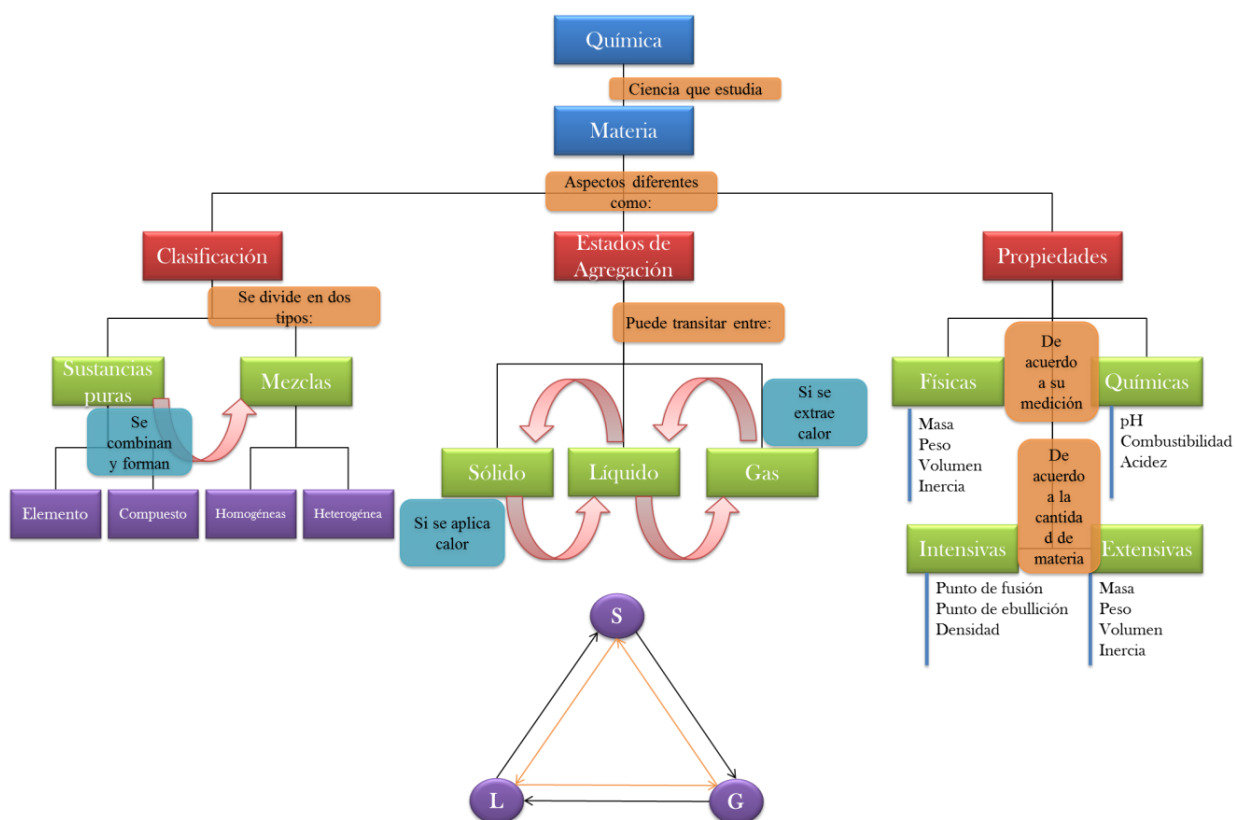 Química
Ciencia que estudia
Materia
Aspectos diferentes
como:
Clasificación
Se divide en dos
tipos:
Sustancias
puras
Mezclas
Se
combinan
y forman
Elemento
Compuesto
Homogéneas
Heterogénea
Estados de
Agregación
Puede transitar entre:
Si se
extrae
calor
Sólido
Líquido
Gas
Si se aplica
calor
Propiedades
De
acuerdo
a su
medición
Físicas
Químicas
Masa
Peso
Volumen
Inercia
pH
Combustibilidad
Acidez
De
acuerdo
a la
cantida
d de
materia
Intensivas
Extensivas
Punto de fusión
Punto de ebullición
Densidad
Masa
Peso
Volumen
Inercia
S
L
G